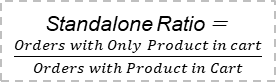 Standalone Ratio =
Orders with Only Product in cart
Orders with Product in Cart